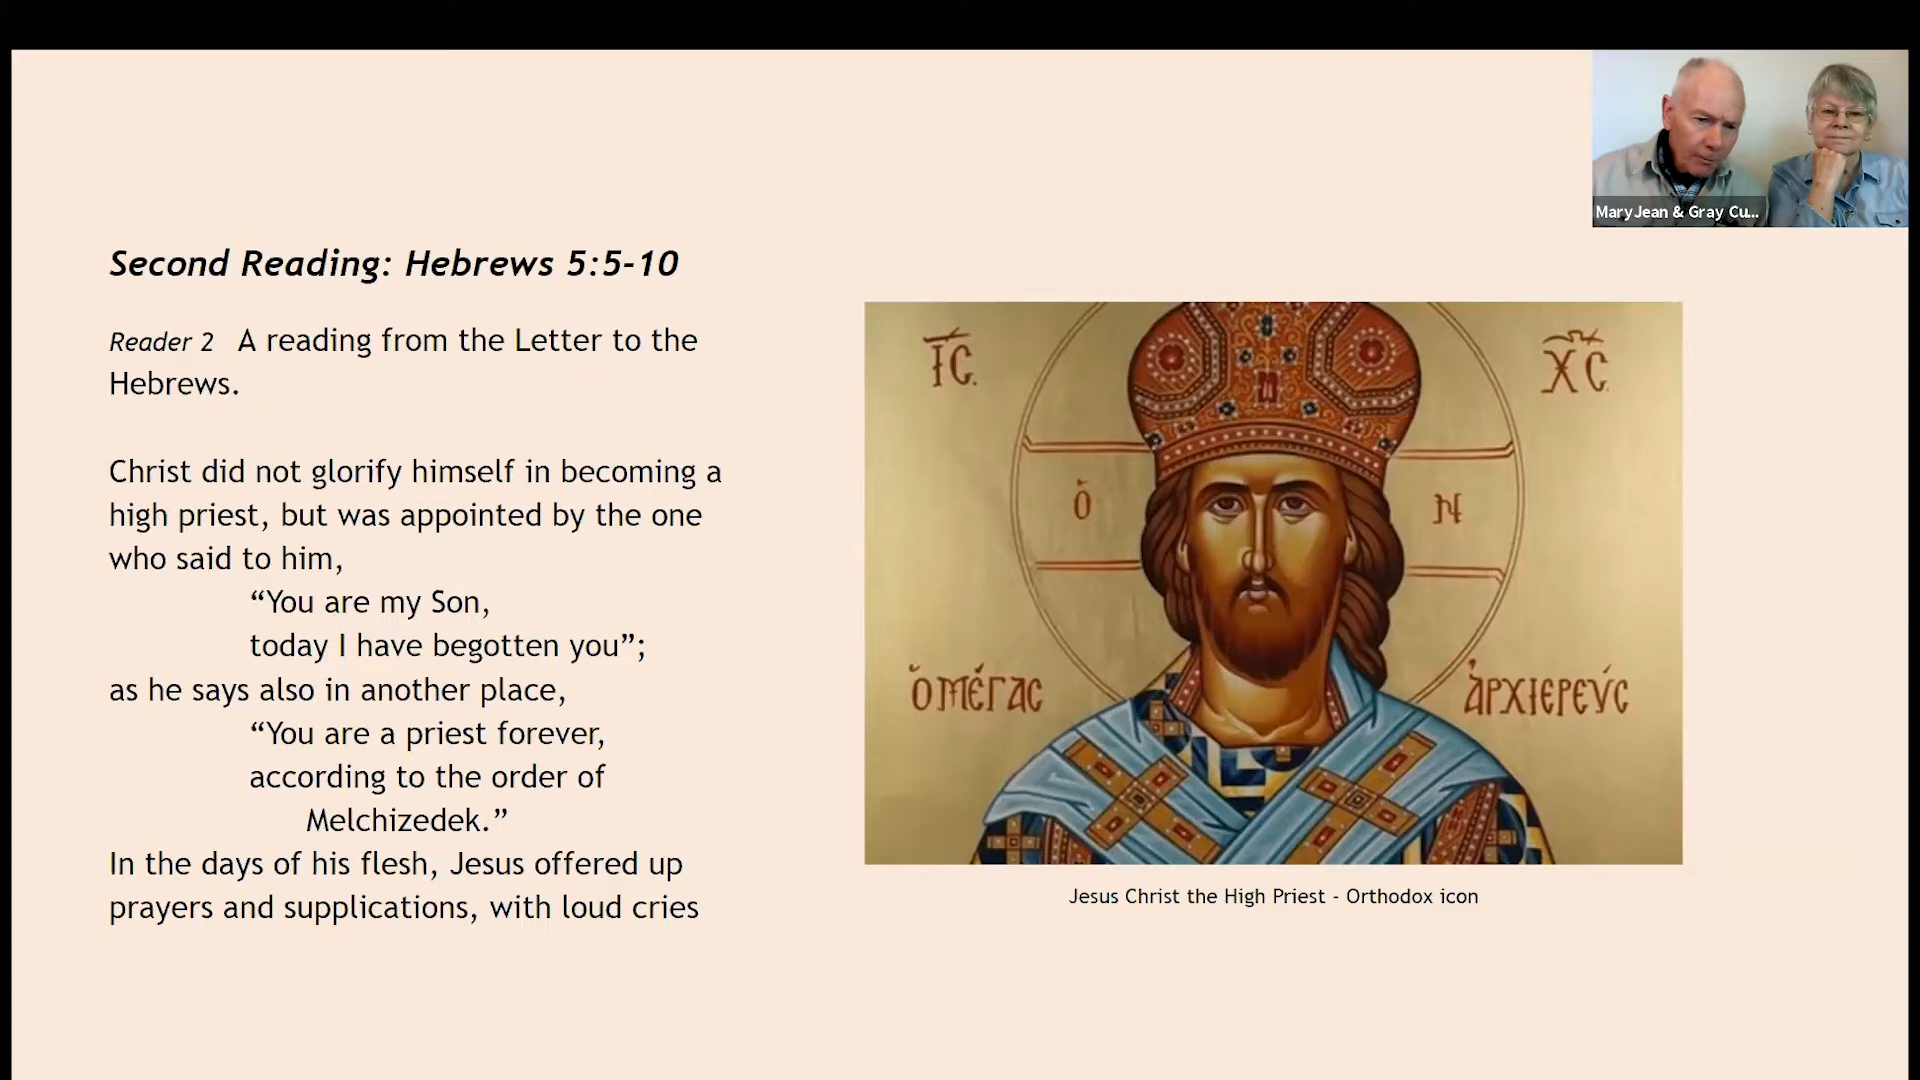 MaryJean & Gray Cu...
Second Reading: Hebrews 5:5-10
Reader 2 A reading from the Letter to the
Hebrews.
Christ did not glorify himself in becoming a
high priest, but was appointed by the one
who said to him,
“You are my Son,
today I have begotten you”;
as he says also in another place,
“You are a priest forever,
according to the order of
Melchizedek.”
In the days of his flesh, Jesus offered up
prayers and supplications, with loud cries
ΙC. ΧC.
Ὁ Ν
Ὁ ΜΈΓΑC ἈΡΧΙΕΡΕΎC
Jesus Christ the High Priest - Orthodox icon